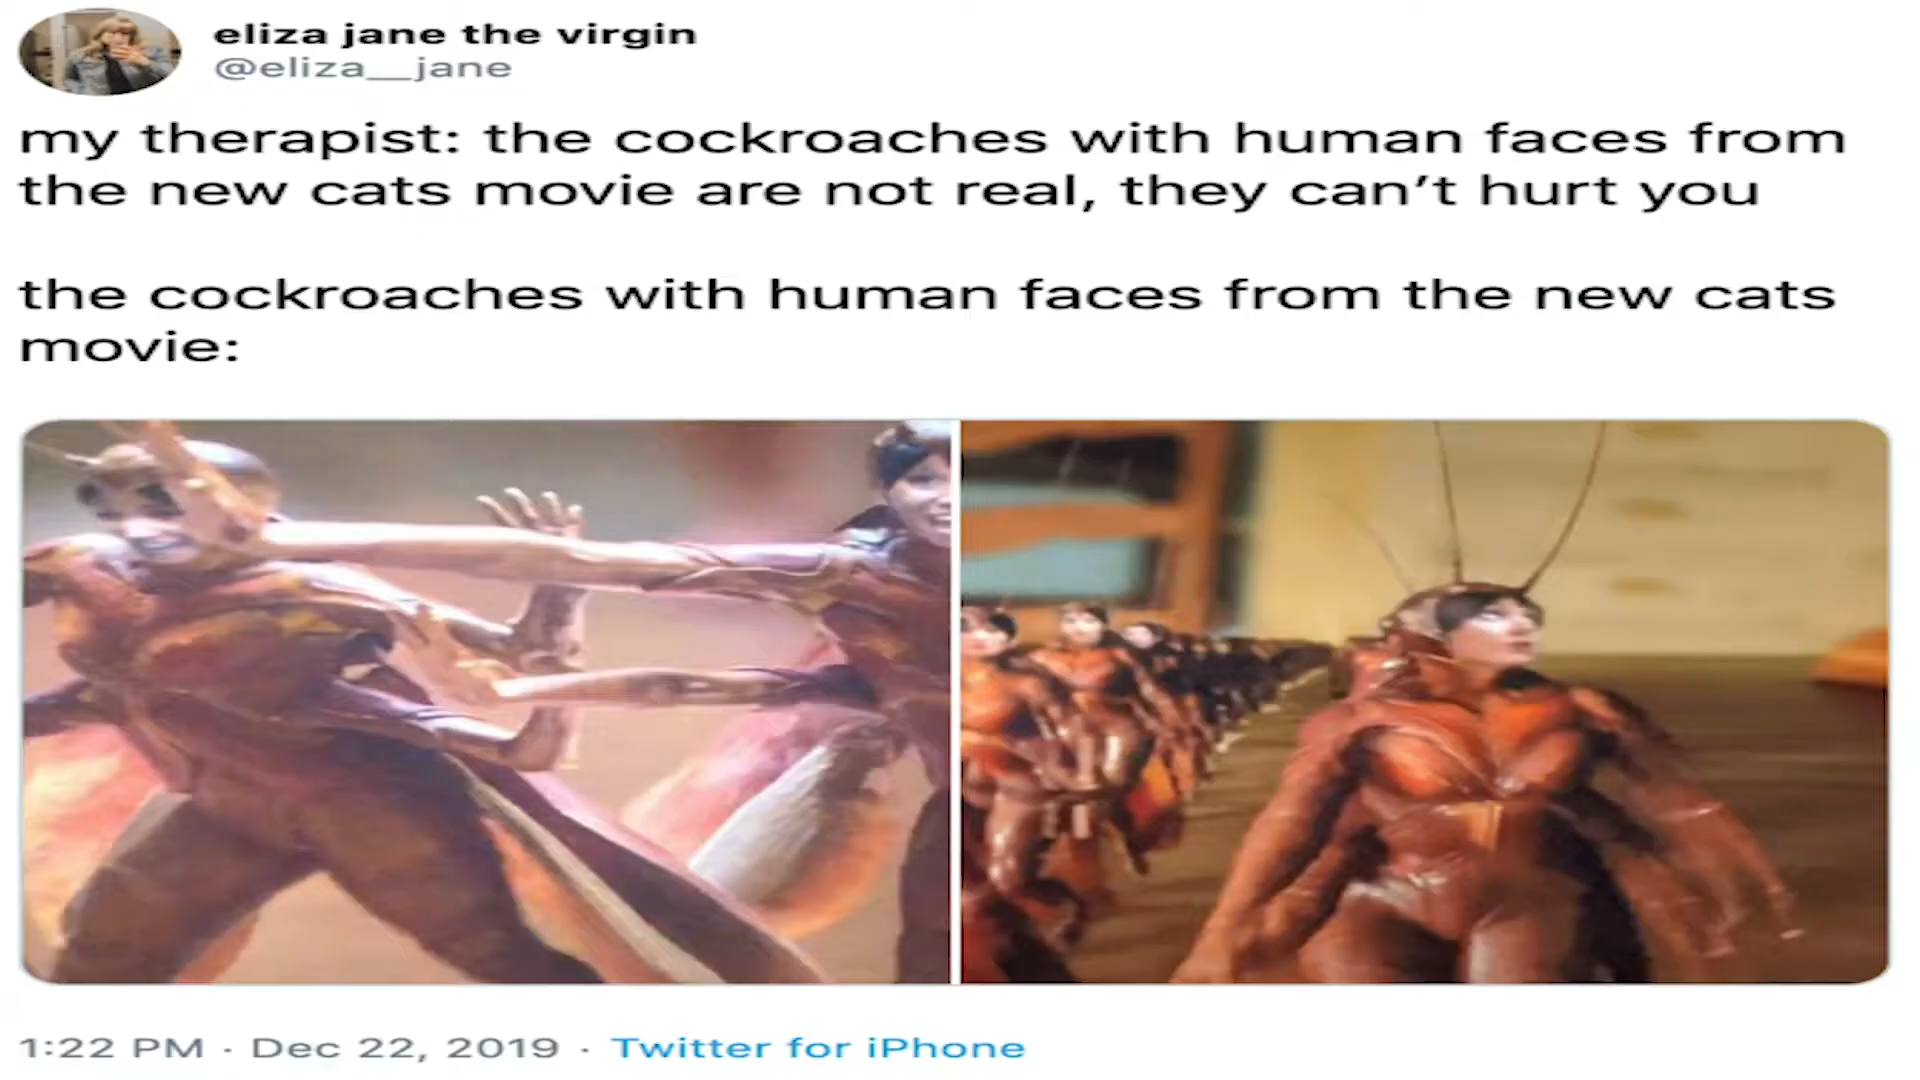 eliza jane the virgin
@eliza__jane
my therapist: the cockroaches with human faces from
the new cats movie are not real, they can’t hurt you
the cockroaches with human faces from the new cats
movie:
1:22 PM · Dec 22, 2019 · Twitter for iPhone